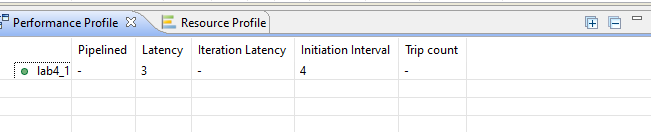 Performance Profile Resource Profile
Pipelined Latency Iteration Latency Initiation Interval Trip count
lab4_1 - 3 - 4 -